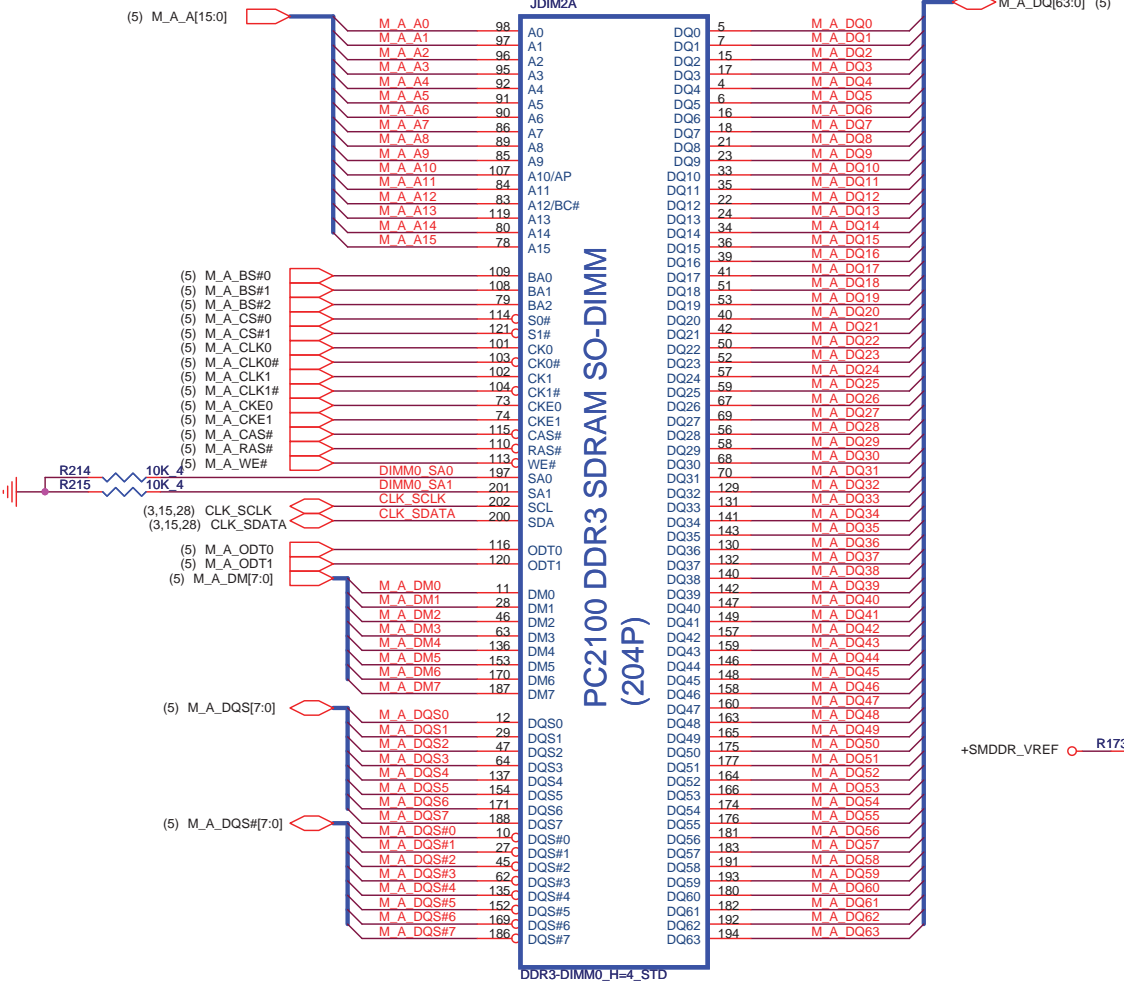 JDIM2A
(5) M_A_A[15:0]
M_A_DQ[63:0] (5)
M_A_A0 98 A0 DQ0 5 M_A_DQ0
M_A_A1 97 A1 DQ1 7 M_A_DQ1
M_A_A2 96 A2 DQ2 15 M_A_DQ2
M_A_A3 95 A3 DQ3 17 M_A_DQ3
M_A_A4 92 A4 DQ4 4 M_A_DQ4
M_A_A5 91 A5 DQ5 6 M_A_DQ5
M_A_A6 90 A6 DQ6 16 M_A_DQ6
M_A_A7 86 A7 DQ7 18 M_A_DQ7
M_A_A8 89 A8 DQ8 21 M_A_DQ8
M_A_A9 85 A9 DQ9 23 M_A_DQ9
M_A_A10 107 A10/AP DQ10 33 M_A_DQ10
M_A_A11 84 A11 DQ11 35 M_A_DQ11
M_A_A12 83 A12/BC# DQ12 22 M_A_DQ12
M_A_A13 119 A13 DQ13 24 M_A_DQ13
M_A_A14 80 A14 DQ14 34 M_A_DQ14
M_A_A15 78 A15 DQ15 36 M_A_DQ15
DQ16 39 M_A_DQ16
(5) M_A_BS#0 109 BA0 DQ17 41 M_A_DQ17
(5) M_A_BS#1 108 BA1 DQ18 51 M_A_DQ18
(5) M_A_BS#2 79 BA2 DQ19 53 M_A_DQ19
(5) M_A_CS#0 114 S0# DQ20 40 M_A_DQ20
(5) M_A_CS#1 121 S1# DQ21 42 M_A_DQ21
(5) M_A_CLK0 101 CK0 DQ22 50 M_A_DQ22
(5) M_A_CLK0# 103 CK0# DQ23 52 M_A_DQ23
(5) M_A_CLK1 102 CK1 DQ24 57 M_A_DQ24
(5) M_A_CLK1# 104 CK1# DQ25 59 M_A_DQ25
(5) M_A_CKE0 73 CKE0 DQ26 67 M_A_DQ26
(5) M_A_CKE1 74 CKE1 DQ27 69 M_A_DQ27
(5) M_A_CAS# 115 CAS# DQ28 56 M_A_DQ28
(5) M_A_RAS# 110 RAS# DQ29 58 M_A_DQ29
(5) M_A_WE# 113 WE# DQ30 68 M_A_DQ30
R214 10K_4 DIMM0_SA0 197 SA0 DQ31 70 M_A_DQ31
R215 10K_4 DIMM0_SA1 201 SA1 DQ32 129 M_A_DQ32
(3,15,28) CLK_SCLK CLK_SCLK 202 SCL DQ33 131 M_A_DQ33
(3,15,28) CLK_SDATA CLK_SDATA 200 SDA DQ34 141 M_A_DQ34
DQ35 143 M_A_DQ35
(5) M_A_ODT0 116 ODT0 DQ36 130 M_A_DQ36
(5) M_A_ODT1 120 ODT1 DQ37 132 M_A_DQ37
(5) M_A_DM[7:0] DQ38 140 M_A_DQ38
M_A_DM0 11 DM0 DQ39 142 M_A_DQ39
M_A_DM1 28 DM1 DQ40 147 M_A_DQ40
M_A_DM2 46 DM2 DQ41 149 M_A_DQ41
M_A_DM3 63 DM3 DQ42 157 M_A_DQ42
M_A_DM4 136 DM4 DQ43 159 M_A_DQ43
M_A_DM5 153 DM5 DQ44 146 M_A_DQ44
M_A_DM6 170 DM6 DQ45 148 M_A_DQ45
M_A_DM7 187 DM7 DQ46 158 M_A_DQ46
(5) M_A_DQS[7:0] DQ47 160 M_A_DQ47
M_A_DQS0 12 DQS0 DQ48 163 M_A_DQ48
M_A_DQS1 29 DQS1 DQ49 165 M_A_DQ49
M_A_DQS2 47 DQS2 DQ50 175 M_A_DQ50
M_A_DQS3 64 DQS3 DQ51 177 M_A_DQ51
M_A_DQS4 137 DQS4 DQ52 164 M_A_DQ52
M_A_DQS5 154 DQS5 DQ53 166 M_A_DQ53
M_A_DQS6 171 DQS6 DQ54 174 M_A_DQ54
M_A_DQS7 188 DQS7 DQ55 176 M_A_DQ55
(5) M_A_DQS#[7:0]
M_A_DQS#0 10 DQS#0 DQ56 181 M_A_DQ56
M_A_DQS#1 27 DQS#1 DQ57 183 M_A_DQ57
M_A_DQS#2 45 DQS#2 DQ58 191 M_A_DQ58
M_A_DQS#3 62 DQS#3 DQ59 193 M_A_DQ59
M_A_DQS#4 135 DQS#4 DQ60 180 M_A_DQ60
M_A_DQS#5 152 DQS#5 DQ61 182 M_A_DQ61
M_A_DQS#6 169 DQS#6 DQ62 192 M_A_DQ62
M_A_DQS#7 186 DQS#7 DQ63 194 M_A_DQ63
PC2100 DDR3 SDRAM SO-DIMM
(204P)
+SMDDR_VREF R173
DDR3-DIMM0_H=4_STD